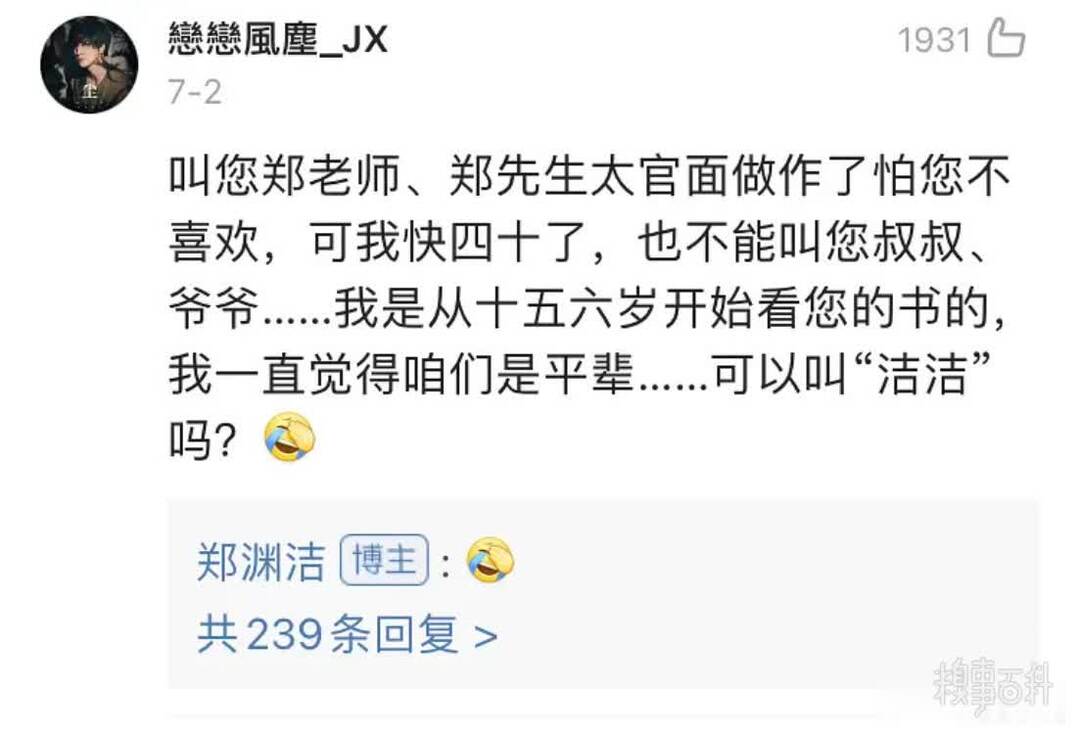 戀戀風塵_JX
1931
7-2
叫您郑老师、郑先生太官面做作了怕您不
喜欢，可我快四十了，也不能叫您叔叔、
爷爷……我是从十五六岁开始看您的书的，
我一直觉得咱们是平辈……可以叫“洁洁”
吗？🤣
郑渊洁 博主：🤣
共239条回复 >
糗事百科